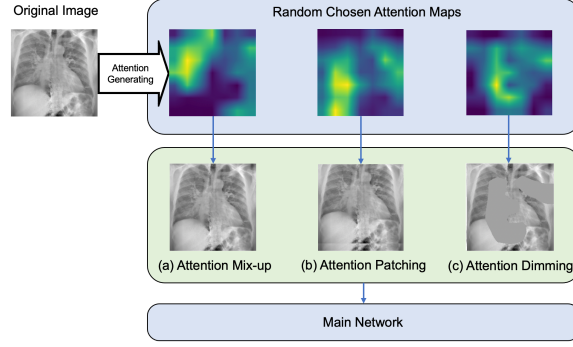 Original Image
Random Chosen Attention Maps
Attention
Generating
(a) Attention Mix-up
(b) Attention Patching
(c) Attention Dimming
Main Network